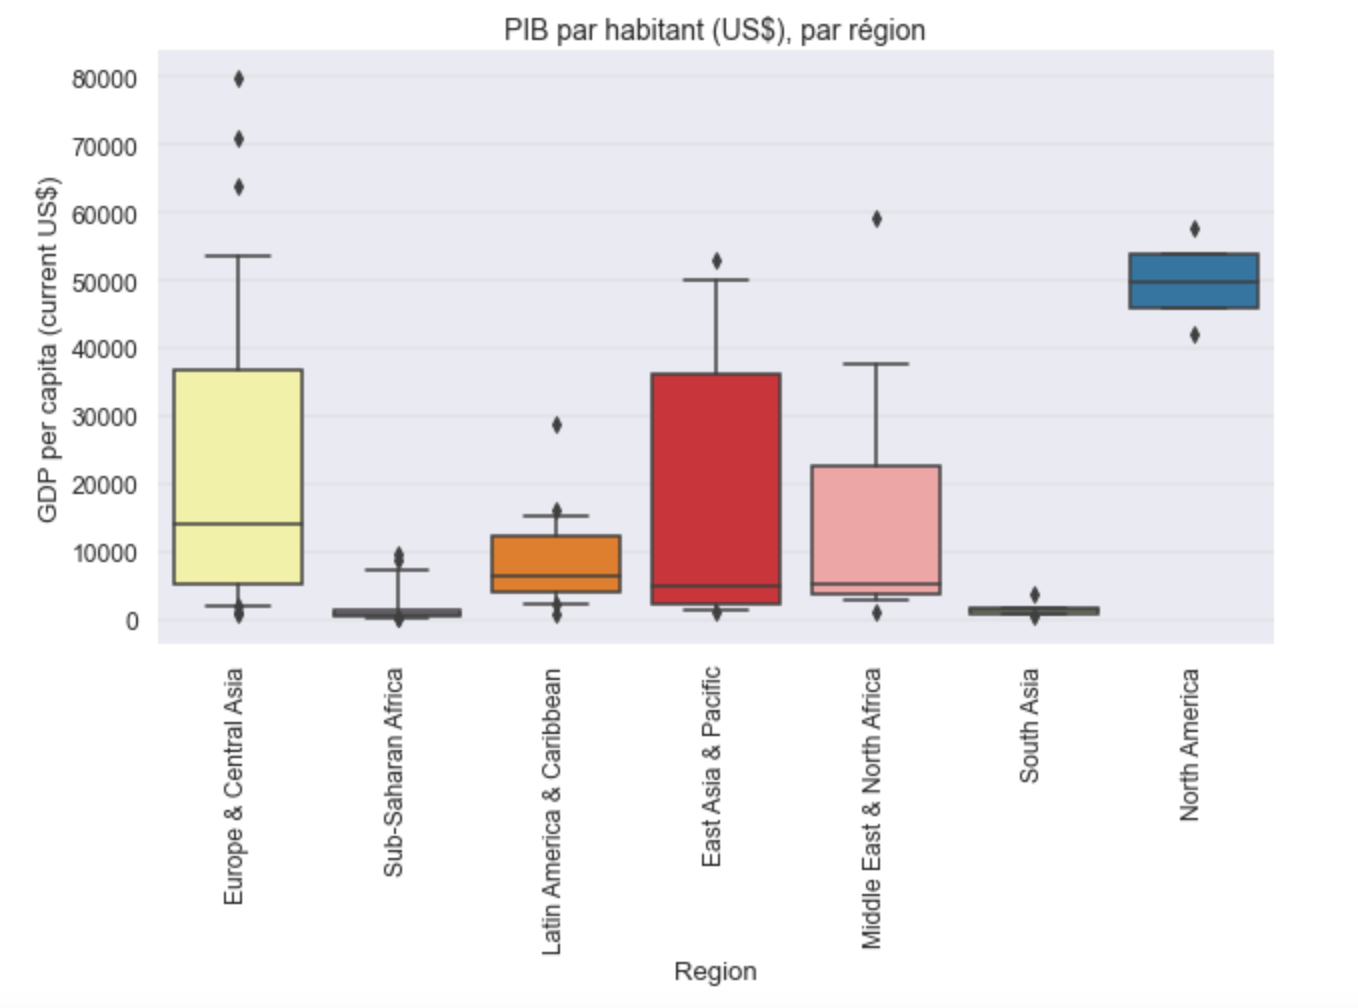 PIB par habitant (US$), par région
GDP per capita (current US$)
80000
70000
60000
50000
40000
30000
20000
10000
0
Europe & Central Asia
Sub-Saharan Africa
Latin America & Caribbean
East Asia & Pacific
Middle East & North Africa
South Asia
North America
Region